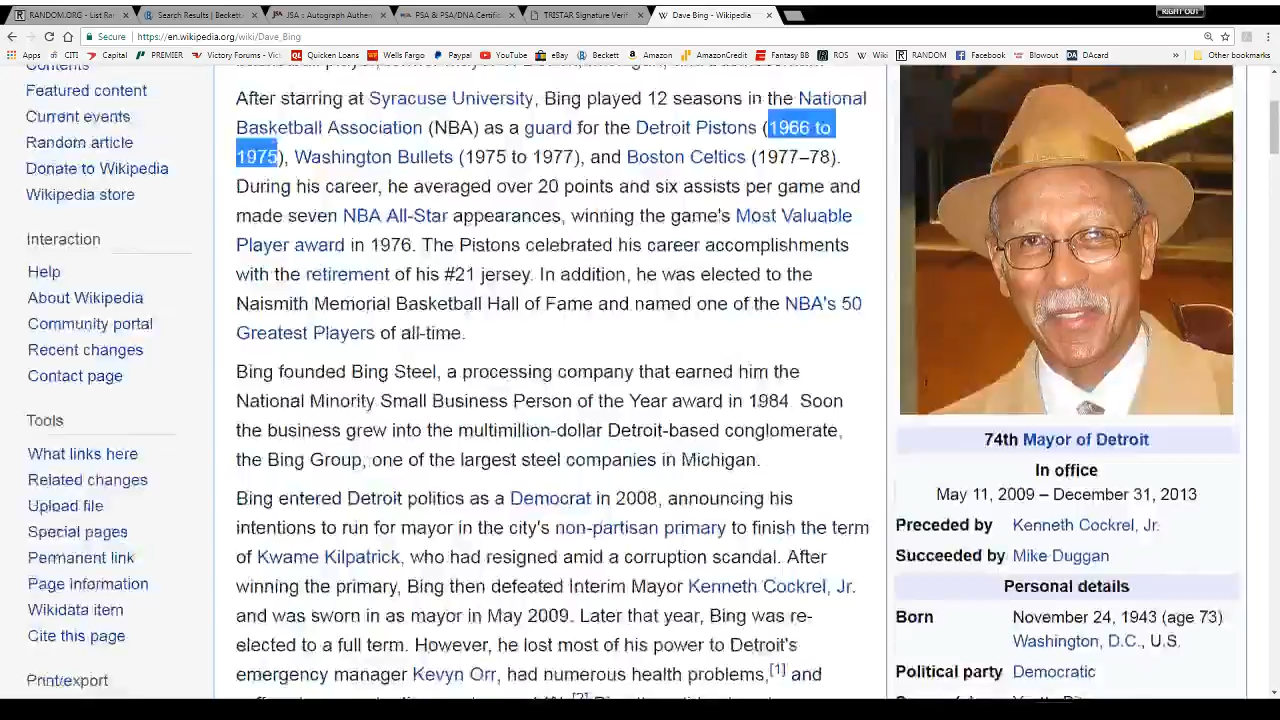 RANDOM.ORG - List Ran
Search Results | Beckett
JSA :: Autograph Authen
PSA & PSA/DNA Certific
TRISTAR Signature Verif
Dave Bing - Wikipedia
RIGHT OUT
Secure
https://en.wikipedia.org/wiki/Dave_Bing
Apps
CITI
Capital
PREMIER
Victory Forums - Vic
Quicken Loans
Wells Fargo
Paypal
YouTube
eBay
Beckett
Amazon
AmazonCredit
Fantasy BB
ROS
Wiki
RANDOM
Facebook
Blowout
DAcard
Other bookmarks
Contents
Featured content
Current events
Random article
Donate to Wikipedia
Wikipedia store
Interaction
Help
About Wikipedia
Community portal
Recent changes
Contact page
Tools
What links here
Related changes
Upload file
Special pages
Permanent link
Page information
Wikidata item
Cite this page
Print/export
After starring at Syracuse University, Bing played 12 seasons in the National
Basketball Association (NBA) as a guard for the Detroit Pistons (1966 to
1975), Washington Bullets (1975 to 1977), and Boston Celtics (1977–78).
During his career, he averaged over 20 points and six assists per game and
made seven NBA All-Star appearances, winning the game's Most Valuable
Player award in 1976. The Pistons celebrated his career accomplishments
with the retirement of his #21 jersey. In addition, he was elected to the
Naismith Memorial Basketball Hall of Fame and named one of the NBA's 50
Greatest Players of all-time.
Bing founded Bing Steel, a processing company that earned him the
National Minority Small Business Person of the Year award in 1984. Soon
the business grew into the multimillion-dollar Detroit-based conglomerate,
the Bing Group, one of the largest steel companies in Michigan.
Bing entered Detroit politics as a Democrat in 2008, announcing his
intentions to run for mayor in the city's non-partisan primary to finish the term
of Kwame Kilpatrick, who had resigned amid a corruption scandal. After
winning the primary, Bing then defeated Interim Mayor Kenneth Cockrel, Jr.
and was sworn in as mayor in May 2009. Later that year, Bing was re-
elected to a full term. However, he lost most of his power to Detroit's
emergency manager Kevyn Orr, had numerous health problems,[1] and
74th Mayor of Detroit
In office
May 11, 2009 – December 31, 2013
Preceded by Kenneth Cockrel, Jr.
Succeeded by Mike Duggan
Personal details
Born November 24, 1943 (age 73)
Washington, D.C., U.S.
Political party Democratic